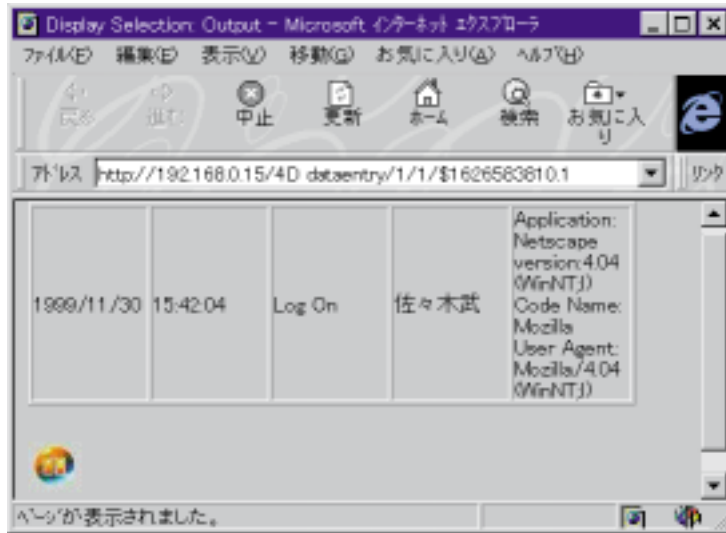 Display Selection: Output - Microsoft インターネット エクスプローラ
ファイル(F) 編集(E) 表示(V) 移動(G) お気に入り(A) ヘルプ(H)
戻る 進む 中止 更新 ホーム 検索 お気に入り
アドレス http://192.168.0.15/4D dataentry/1/1/$1626583810.1 リンク
1999/11/30 15:42:04 Log On 佐々木武
Application:
Netscape
version:4.04
(WinNT;I)
Code Name:
Mozilla
User Agent:
Mozilla/4.04
(WinNT;I)
ページが表示されました。